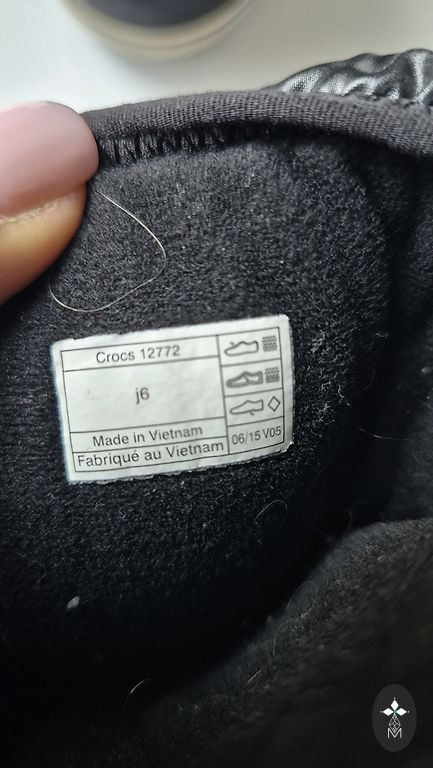 Crocs 12772
j6
Made in Vietnam
Fabriqué au Vietnam
06/15 V05
M